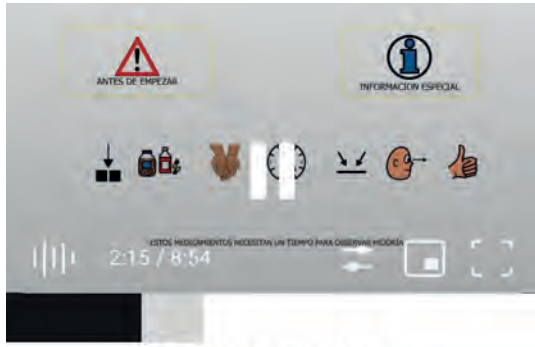 ANTES DE EMPEZAR
INFORMACION ESPECIAL
ESTOS MEDICAMENTOS NECESITAN UN TIEMPO PARA OBSERVAR MEJORÍA
2:15 / 8:54